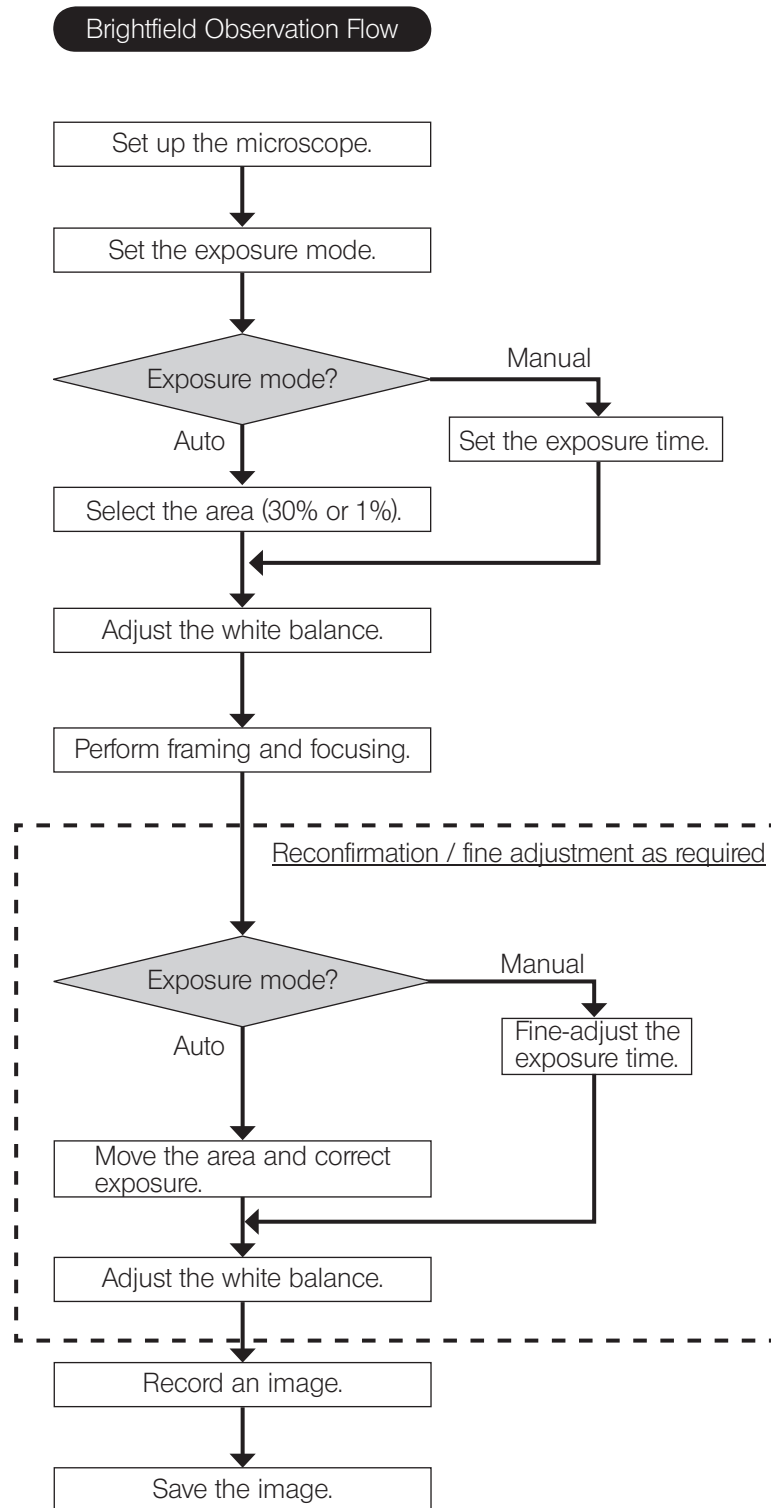 Brightfield Observation Flow
Set up the microscope.
Set the exposure mode.
Exposure mode?
Manual
Auto
Set the exposure time.
Select the area (30% or 1%).
Adjust the white balance.
Perform framing and focusing.
Reconfirmation / fine adjustment as required
Exposure mode?
Manual
Auto
Fine-adjust the
exposure time.
Move the area and correct
exposure.
Adjust the white balance.
Record an image.
Save the image.